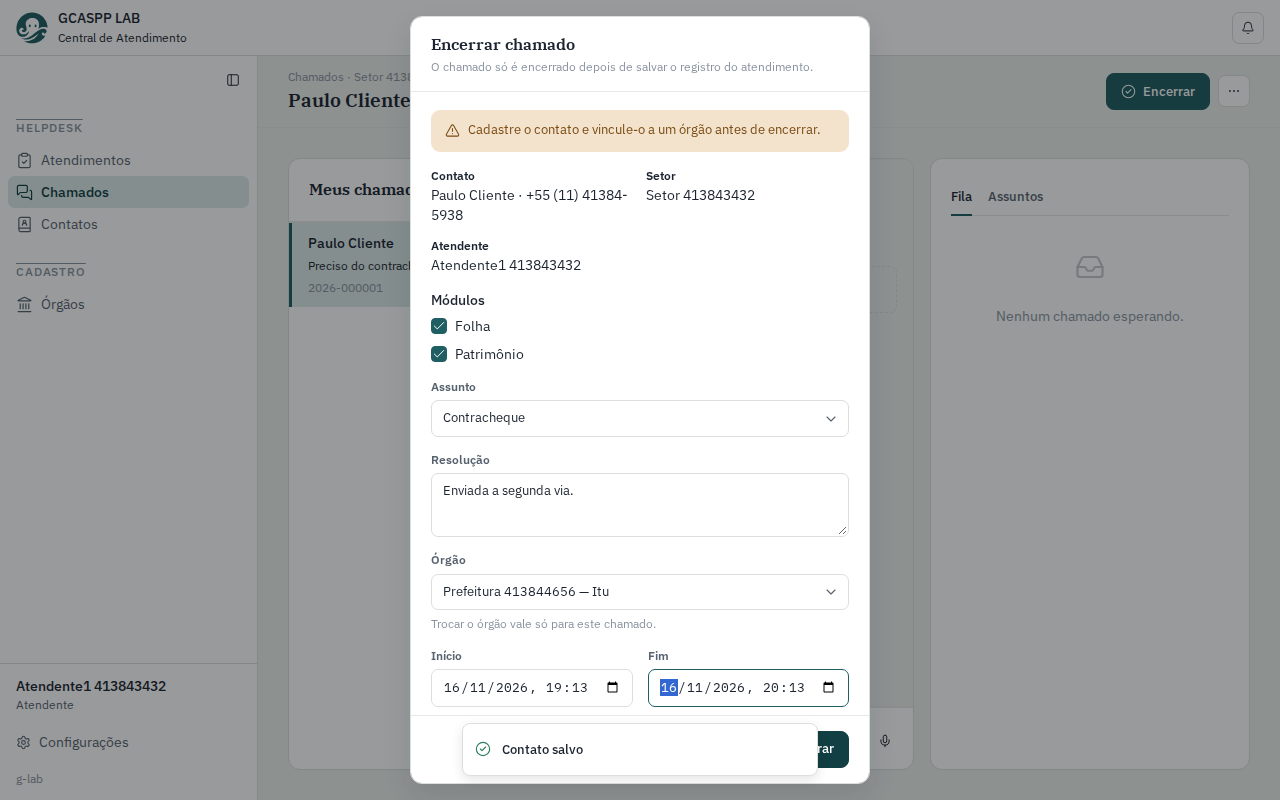 GCASPP LAB
Central de Atendimento
HELPDESK
Atendimentos
Chamados
Contatos
CADASTRO
Órgãos
Atendente1 413843432
Atendente
Configurações
g-lab
Chamados · Setor 4138
Paulo Cliente
Encerrar
Meus chamad
Paulo Cliente
Preciso do contrach
2026-000001
Fila
Assuntos
Nenhum chamado esperando.
Encerrar chamado
O chamado só é encerrado depois de salvar o registro do atendimento.
Cadastre o contato e vincule-o a um órgão antes de encerrar.
Contato
Paulo Cliente · +55 (11) 41384-
5938
Setor
Setor 413843432
Atendente
Atendente1 413843432
Módulos
Folha
Patrimônio
Assunto
Contracheque
Resolução
Enviada a segunda via.
Órgão
Prefeitura 413844656 — Itu
Trocar o órgão vale só para este chamado.
Início
16/11/2026, 19:13
Fim
16/11/2026, 20:13
Contato salvo
rar